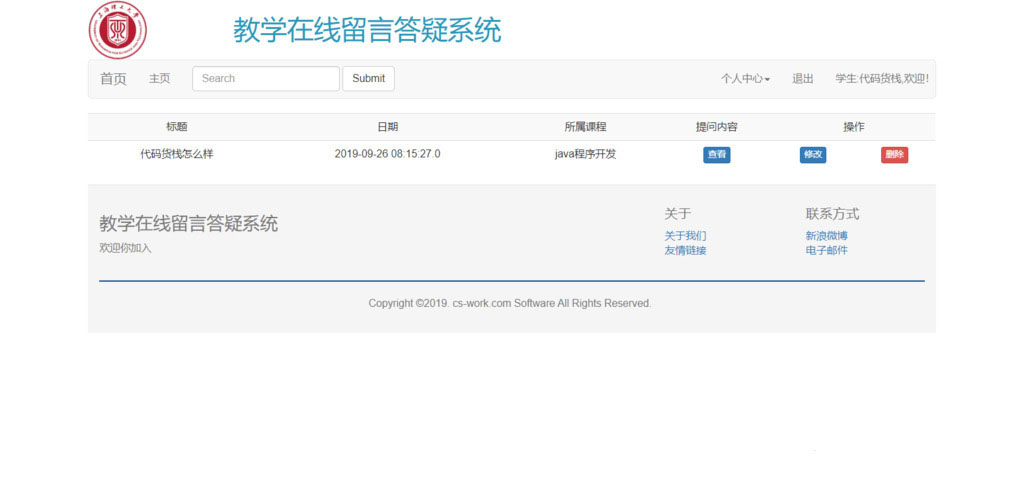 教学在线留言答疑系统
首页 主页 Search Submit 个人中心 退出 学生:代码货栈,欢迎!
标题 日期 所属课程 提问内容 操作
代码货栈怎么样 2019-09-26 08:15:27.0 java程序开发 查看 修改 删除
教学在线留言答疑系统
欢迎你加入
关于
关于我们
友情链接
联系方式
新浪微博
电子邮件
Copyright ©2019. cs-work.com Software All Rights Reserved.